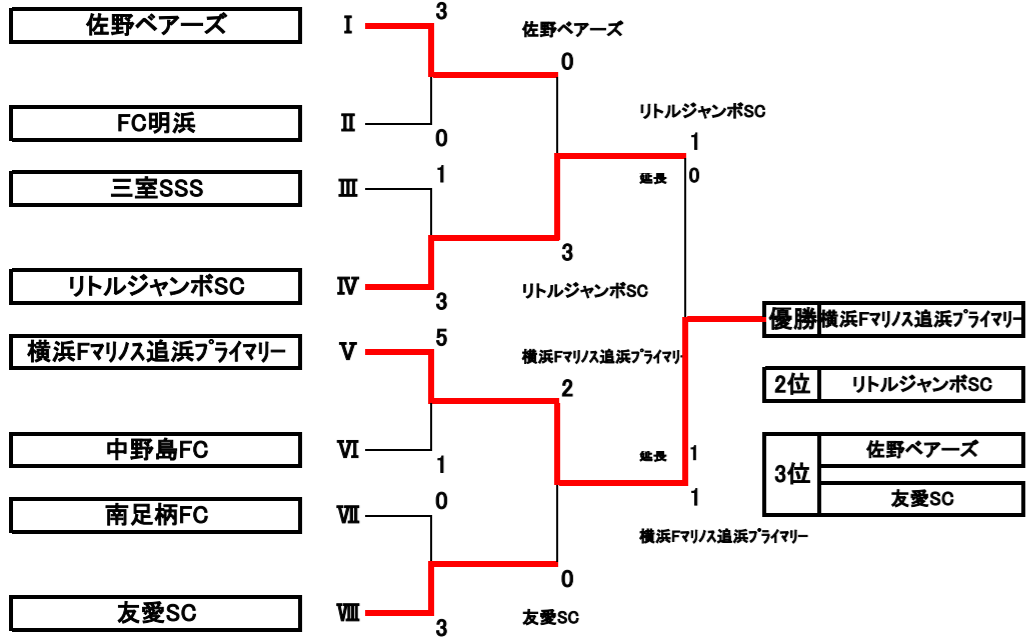 佐野ベアーズ
Ⅰ
3
佐野ベアーズ
0
FC明浜
Ⅱ
0
リトルジャンボSC
1
三室SSS
Ⅲ
1
延長
0
リトルジャンボSC
Ⅳ
3
3
リトルジャンボSC
優勝 横浜Fマリノス追浜プライマリー
横浜Fマリノス追浜プライマリー
Ⅴ
5
横浜Fマリノス追浜プライマリー
2
2位 リトルジャンボSC
中野島FC
Ⅵ
1
延長
1
1
横浜Fマリノス追浜プライマリー
3位
佐野ベアーズ
友愛SC
南足柄FC
Ⅶ
0
0
友愛SC
友愛SC
Ⅷ
3